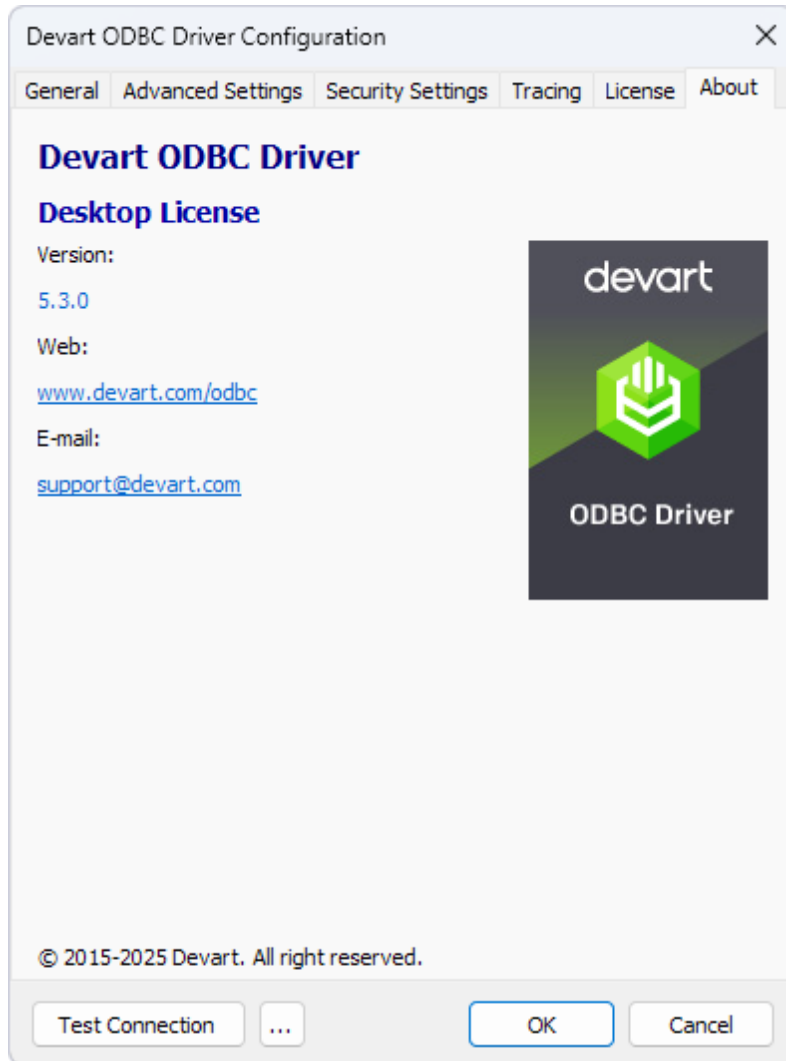 Devart ODBC Driver Configuration
General Advanced Settings Security Settings Tracing License About
Devart ODBC Driver
Desktop License
Version:
5.3.0
Web:
www.devart.com/odbc
E-mail:
support@devart.com
devart
ODBC Driver
© 2015-2025 Devart. All right reserved.
Test Connection ... OK Cancel